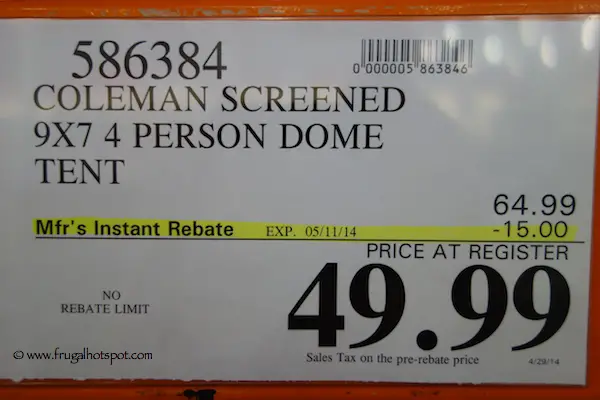 586384
0 000005 863846
COLEMAN SCREENED
9X7 4 PERSON DOME
TENT
64.99
Mfr's Instant Rebate EXP. 05/11/14 -15.00
PRICE AT REGISTER
NO
REBATE LIMIT
49.99
Sales Tax on the pre-rebate price 4/29/14
© www.frugalhotspot.com